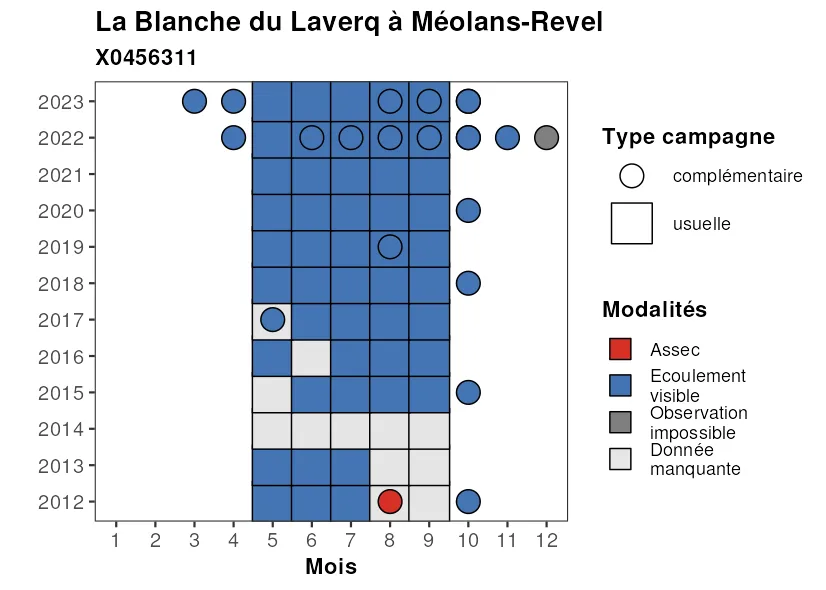 La Blanche du Laverq à Méolans-Revel
X0456311
2023
2022
2021
2020
2019
2018
2017
2016
2015
2014
2013
2012
1 2 3 4 5 6 7 8 9 10 11 12
Mois
Type campagne
complémentaire
usuelle
Modalités
Assec
Ecoulement
visible
Observation
impossible
Donnée
manquante